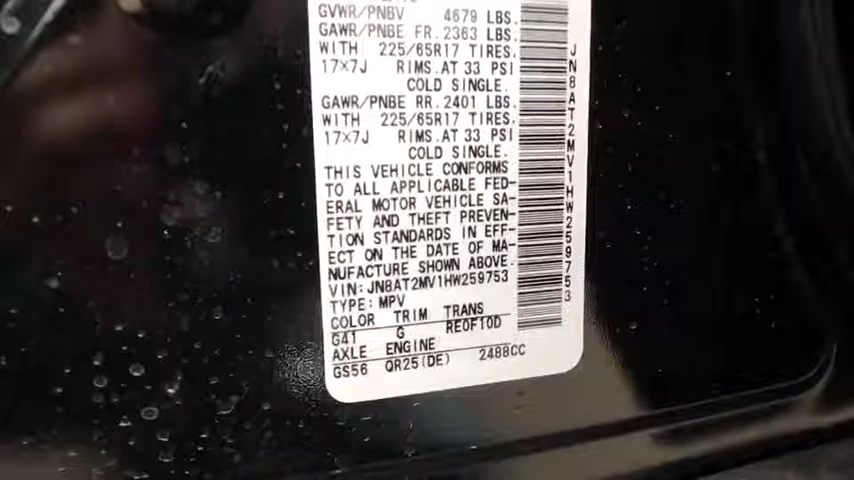 GVWR/PNBV 4679 LBS.
GAWR/PNBE FR. 2363 LBS.
WITH 225/65R17 TIRES.
17×7J RIMS. AT 33 PSI
COLD SINGLE.
GAWR/PNBE RR. 2401 LBS.
WITH 225/65R17 TIRES.
17×7J RIMS. AT 33 PSI
COLD SINGLE.
THIS VEHICLE CONFORMS
TO ALL APPLICABLE FED-
ERAL MOTOR VEHICLE SA-
FETY AND THEFT PREVEN-
TION STANDARDS IN EFF-
ECT ON THE DATE OF MA-
NUFACTURE SHOWN ABOVE.
VIN: JN8AT2MV1HW259753
TYPE: MPV
COLOR TRIM TRANS
G41 G RE0F10D
AXLE ENGINE
GS56 QR25(DE) 2488CC
JN8AT2MV1HW259753